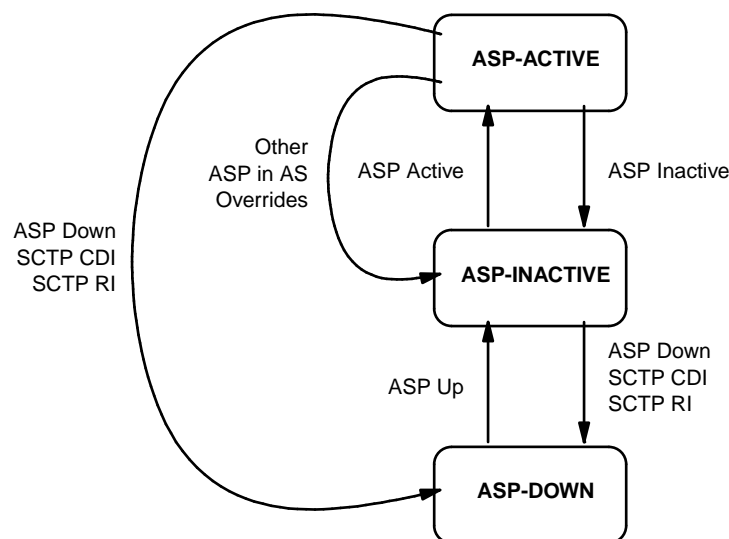 ASP-ACTIVE
Other
ASP in AS
Overrides
ASP Active
ASP Inactive
ASP Down
SCTP CDI
SCTP RI
ASP-INACTIVE
ASP Up
ASP Down
SCTP CDI
SCTP RI
ASP-DOWN